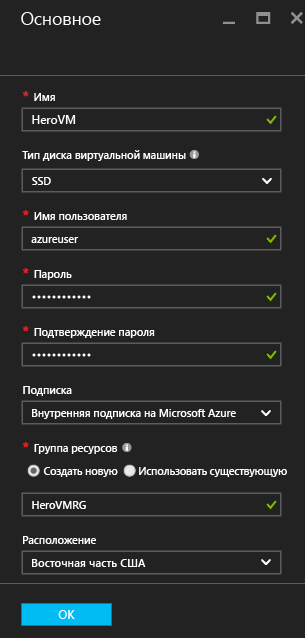 Основное
* Имя
HeroVM
Тип диска виртуальной машины
SSD
* Имя пользователя
azureuser
* Пароль
••••••••••••
* Подтверждение пароля
••••••••••••
Подписка
Внутренняя подписка на Microsoft Azure
* Группа ресурсов
Создать новую Использовать существующую
HeroVMRG
Расположение
Восточная часть США
ОК